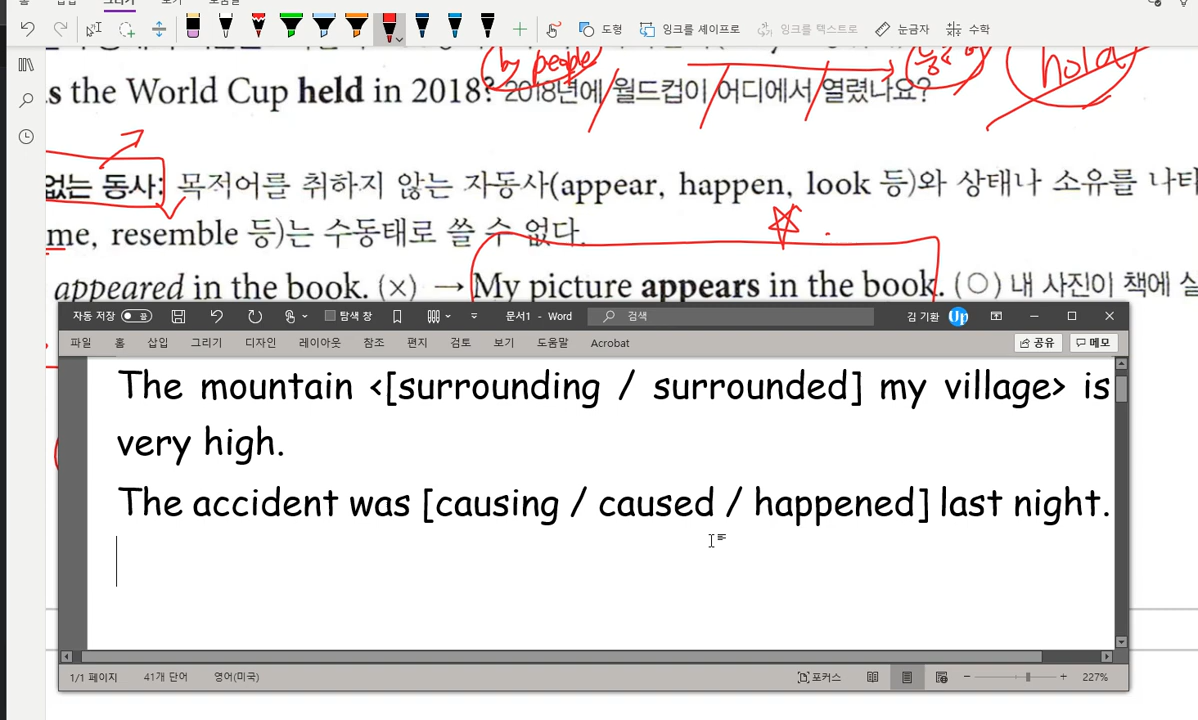 도형 잉크를 셰이프로 잉크를 텍스트로 눈금자 수학
by people hold
s the World Cup held in 2018? 2018년에 월드컵이 어디에서 열렸나요?
없는 동사: 목적어를 취하지 않는 자동사(appear, happen, look 등)와 상태나 소유를 나타
me, resemble 등)는 수동태로 쓸 수 없다.
appeared in the book. (×) → My picture appears in the book. (○) 내 사진이 책에 실
자동 저장 끔 탐색 창 문서1 - Word 검색 김 기환 Up
파일 홈 삽입 그리기 디자인 레이아웃 참조 편지 검토 보기 도움말 Acrobat 공유 메모
The mountain <[surrounding / surrounded] my village> is
very high.
The accident was [causing / caused / happened] last night.
1/1 페이지 41개 단어 영어(미국) 포커스 227%